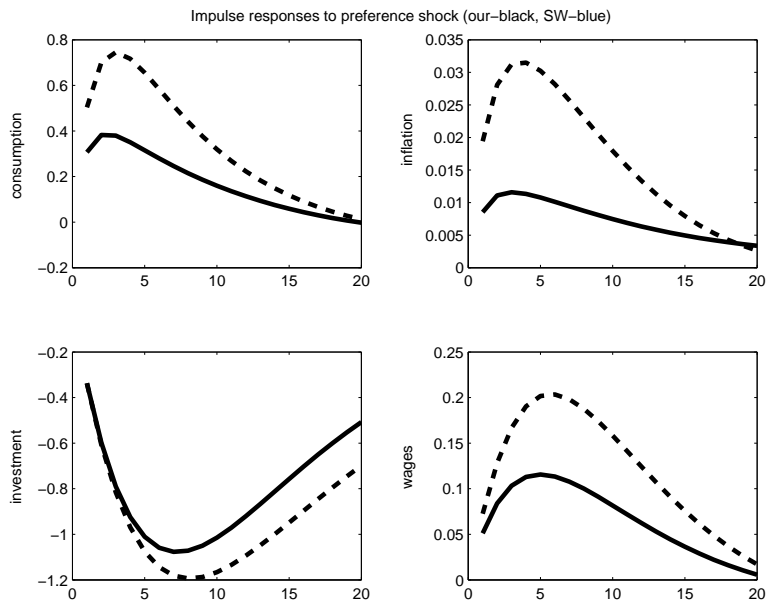 Impulse responses to preference shock (our−black, SW−blue)
0.8
0.6
0.4
0.2
0
−0.2
0 5 10 15 20
consumption
0.035
0.03
0.025
0.02
0.015
0.01
0.005
0
0 5 10 15 20
inflation
−0.2
−0.4
−0.6
−0.8
−1
−1.2
0 5 10 15 20
investment
0.25
0.2
0.15
0.1
0.05
0
0 5 10 15 20
wages